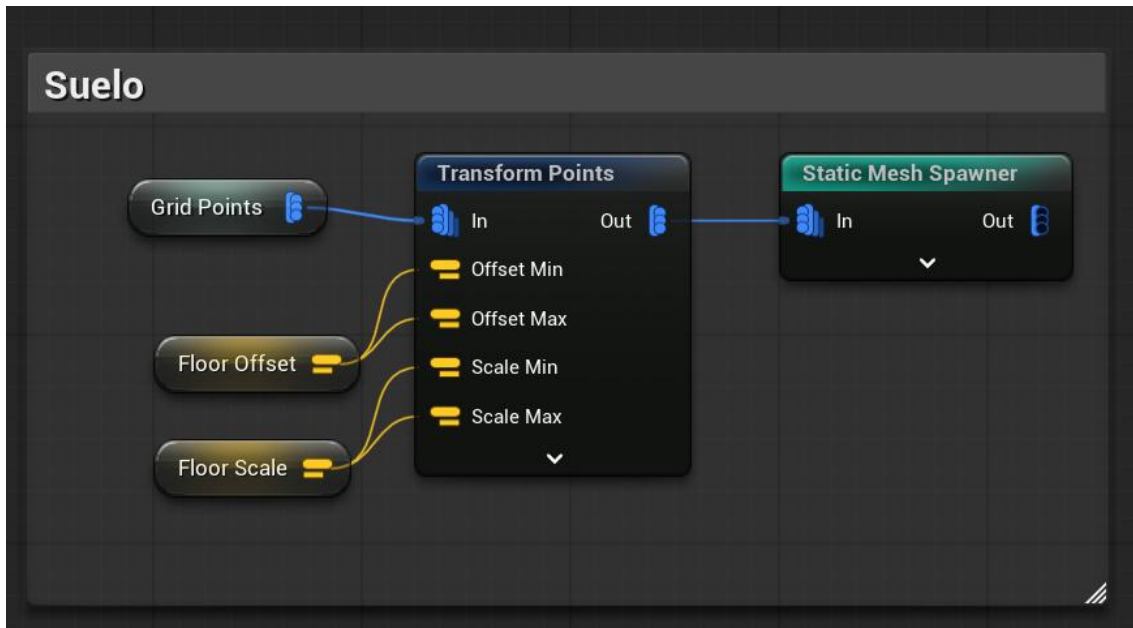 Suelo
Grid Points
Transform Points
In
Out
Offset Min
Offset Max
Scale Min
Scale Max
Floor Offset
Floor Scale
Static Mesh Spawner
In
Out